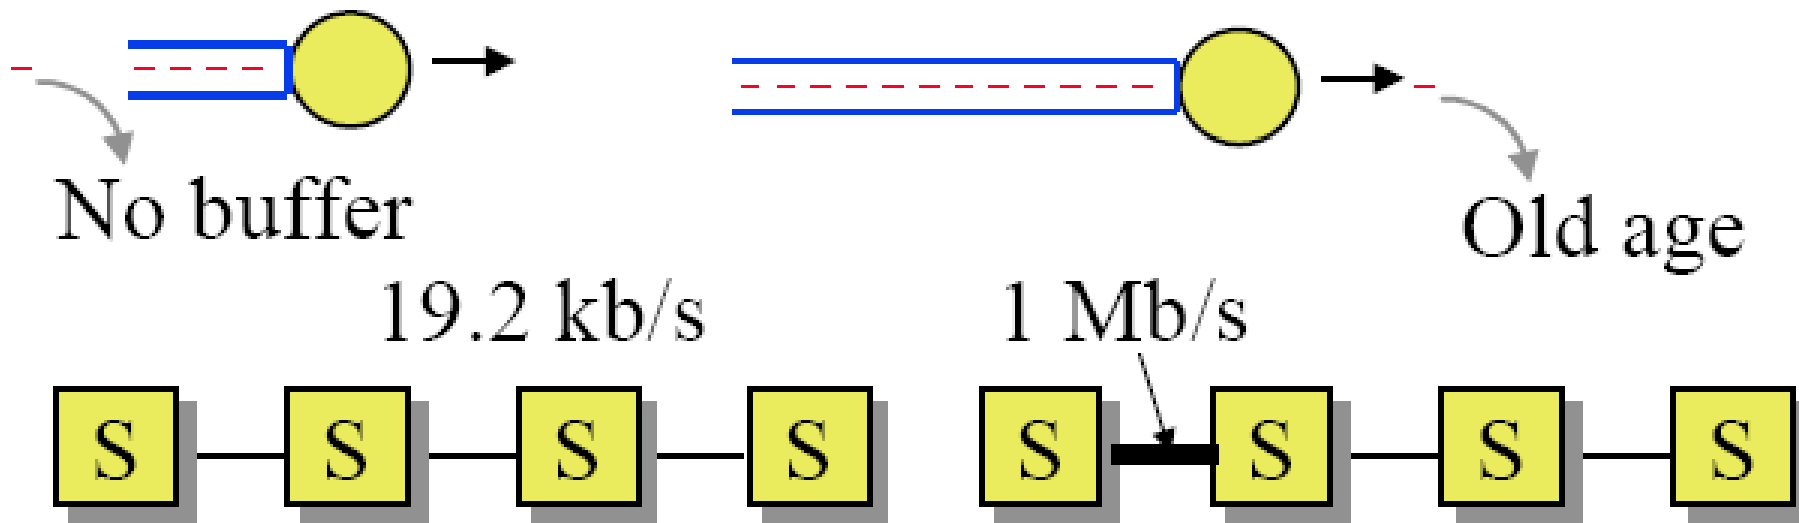 No buffer
Old age
19.2 kb/s
1 Mb/s
S S S S S S S S